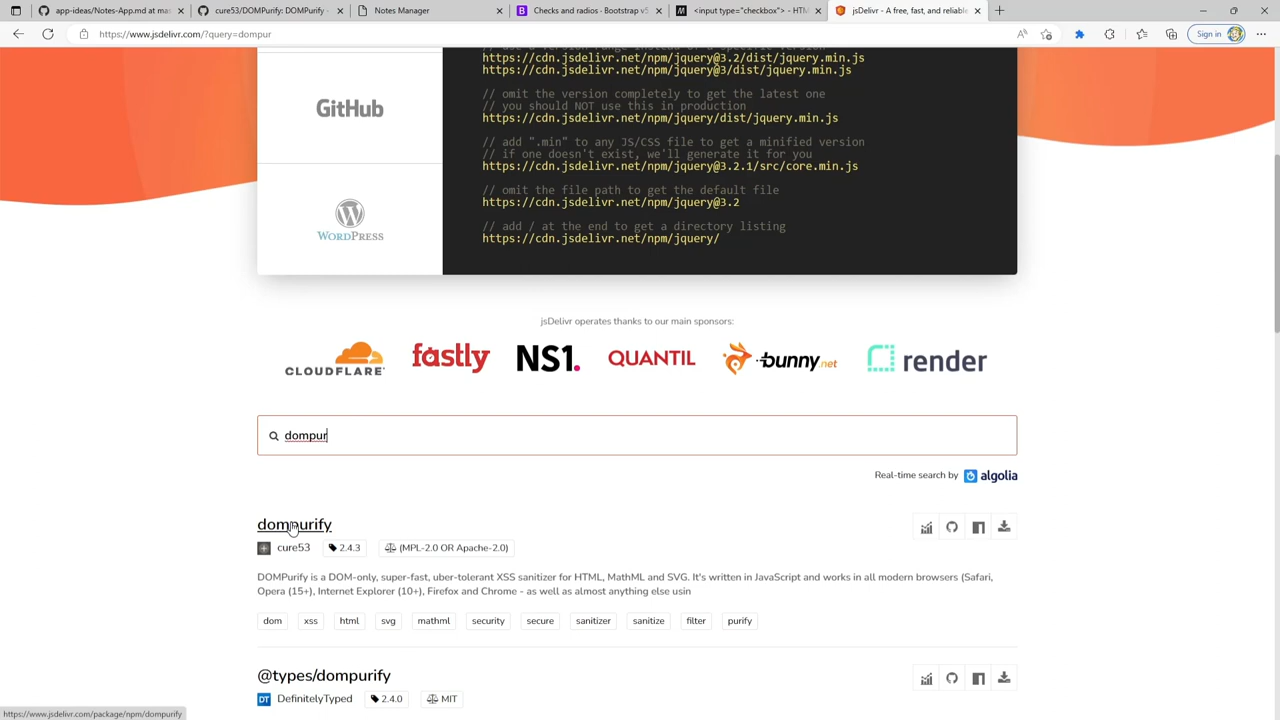 app-ideas/Notes-App.md at mas
cure53/DOMPurify: DOMPurify -
Notes Manager
Checks and radios · Bootstrap v5
<input type="checkbox"> - HTM
jsDelivr - A free, fast, and reliable
https://www.jsdelivr.com/?query=dompur
Sign in
https://cdn.jsdelivr.net/npm/jquery@3.2/dist/jquery.min.js
https://cdn.jsdelivr.net/npm/jquery@3/dist/jquery.min.js
// omit the version completely to get the latest one
// you should NOT use this in production
https://cdn.jsdelivr.net/npm/jquery/dist/jquery.min.js
// add ".min" to any JS/CSS file to get a minified version
// if one doesn't exist, we'll generate it for you
https://cdn.jsdelivr.net/npm/jquery@3.2.1/src/core.min.js
// omit the file path to get the default file
https://cdn.jsdelivr.net/npm/jquery@3.2
// add / at the end to get a directory listing
https://cdn.jsdelivr.net/npm/jquery/
GitHub
WORDPRESS
jsDelivr operates thanks to our main sponsors:
CLOUDFLARE
fastly
NS1.
QUANTIL
bunny.net
render
dompur
Real-time search by algolia
dompurify
cure53 2.4.3 (MPL-2.0 OR Apache-2.0)
DOMPurify is a DOM-only, super-fast, uber-tolerant XSS sanitizer for HTML, MathML and SVG. It's written in JavaScript and works in all modern browsers (Safari,
Opera (15+), Internet Explorer (10+), Firefox and Chrome - as well as almost anything else usin
dom xss html svg mathml security secure sanitizer sanitize filter purify
@types/dompurify
DT DefinitelyTyped 2.4.0 MIT
https://www.jsdelivr.com/package/npm/dompurify